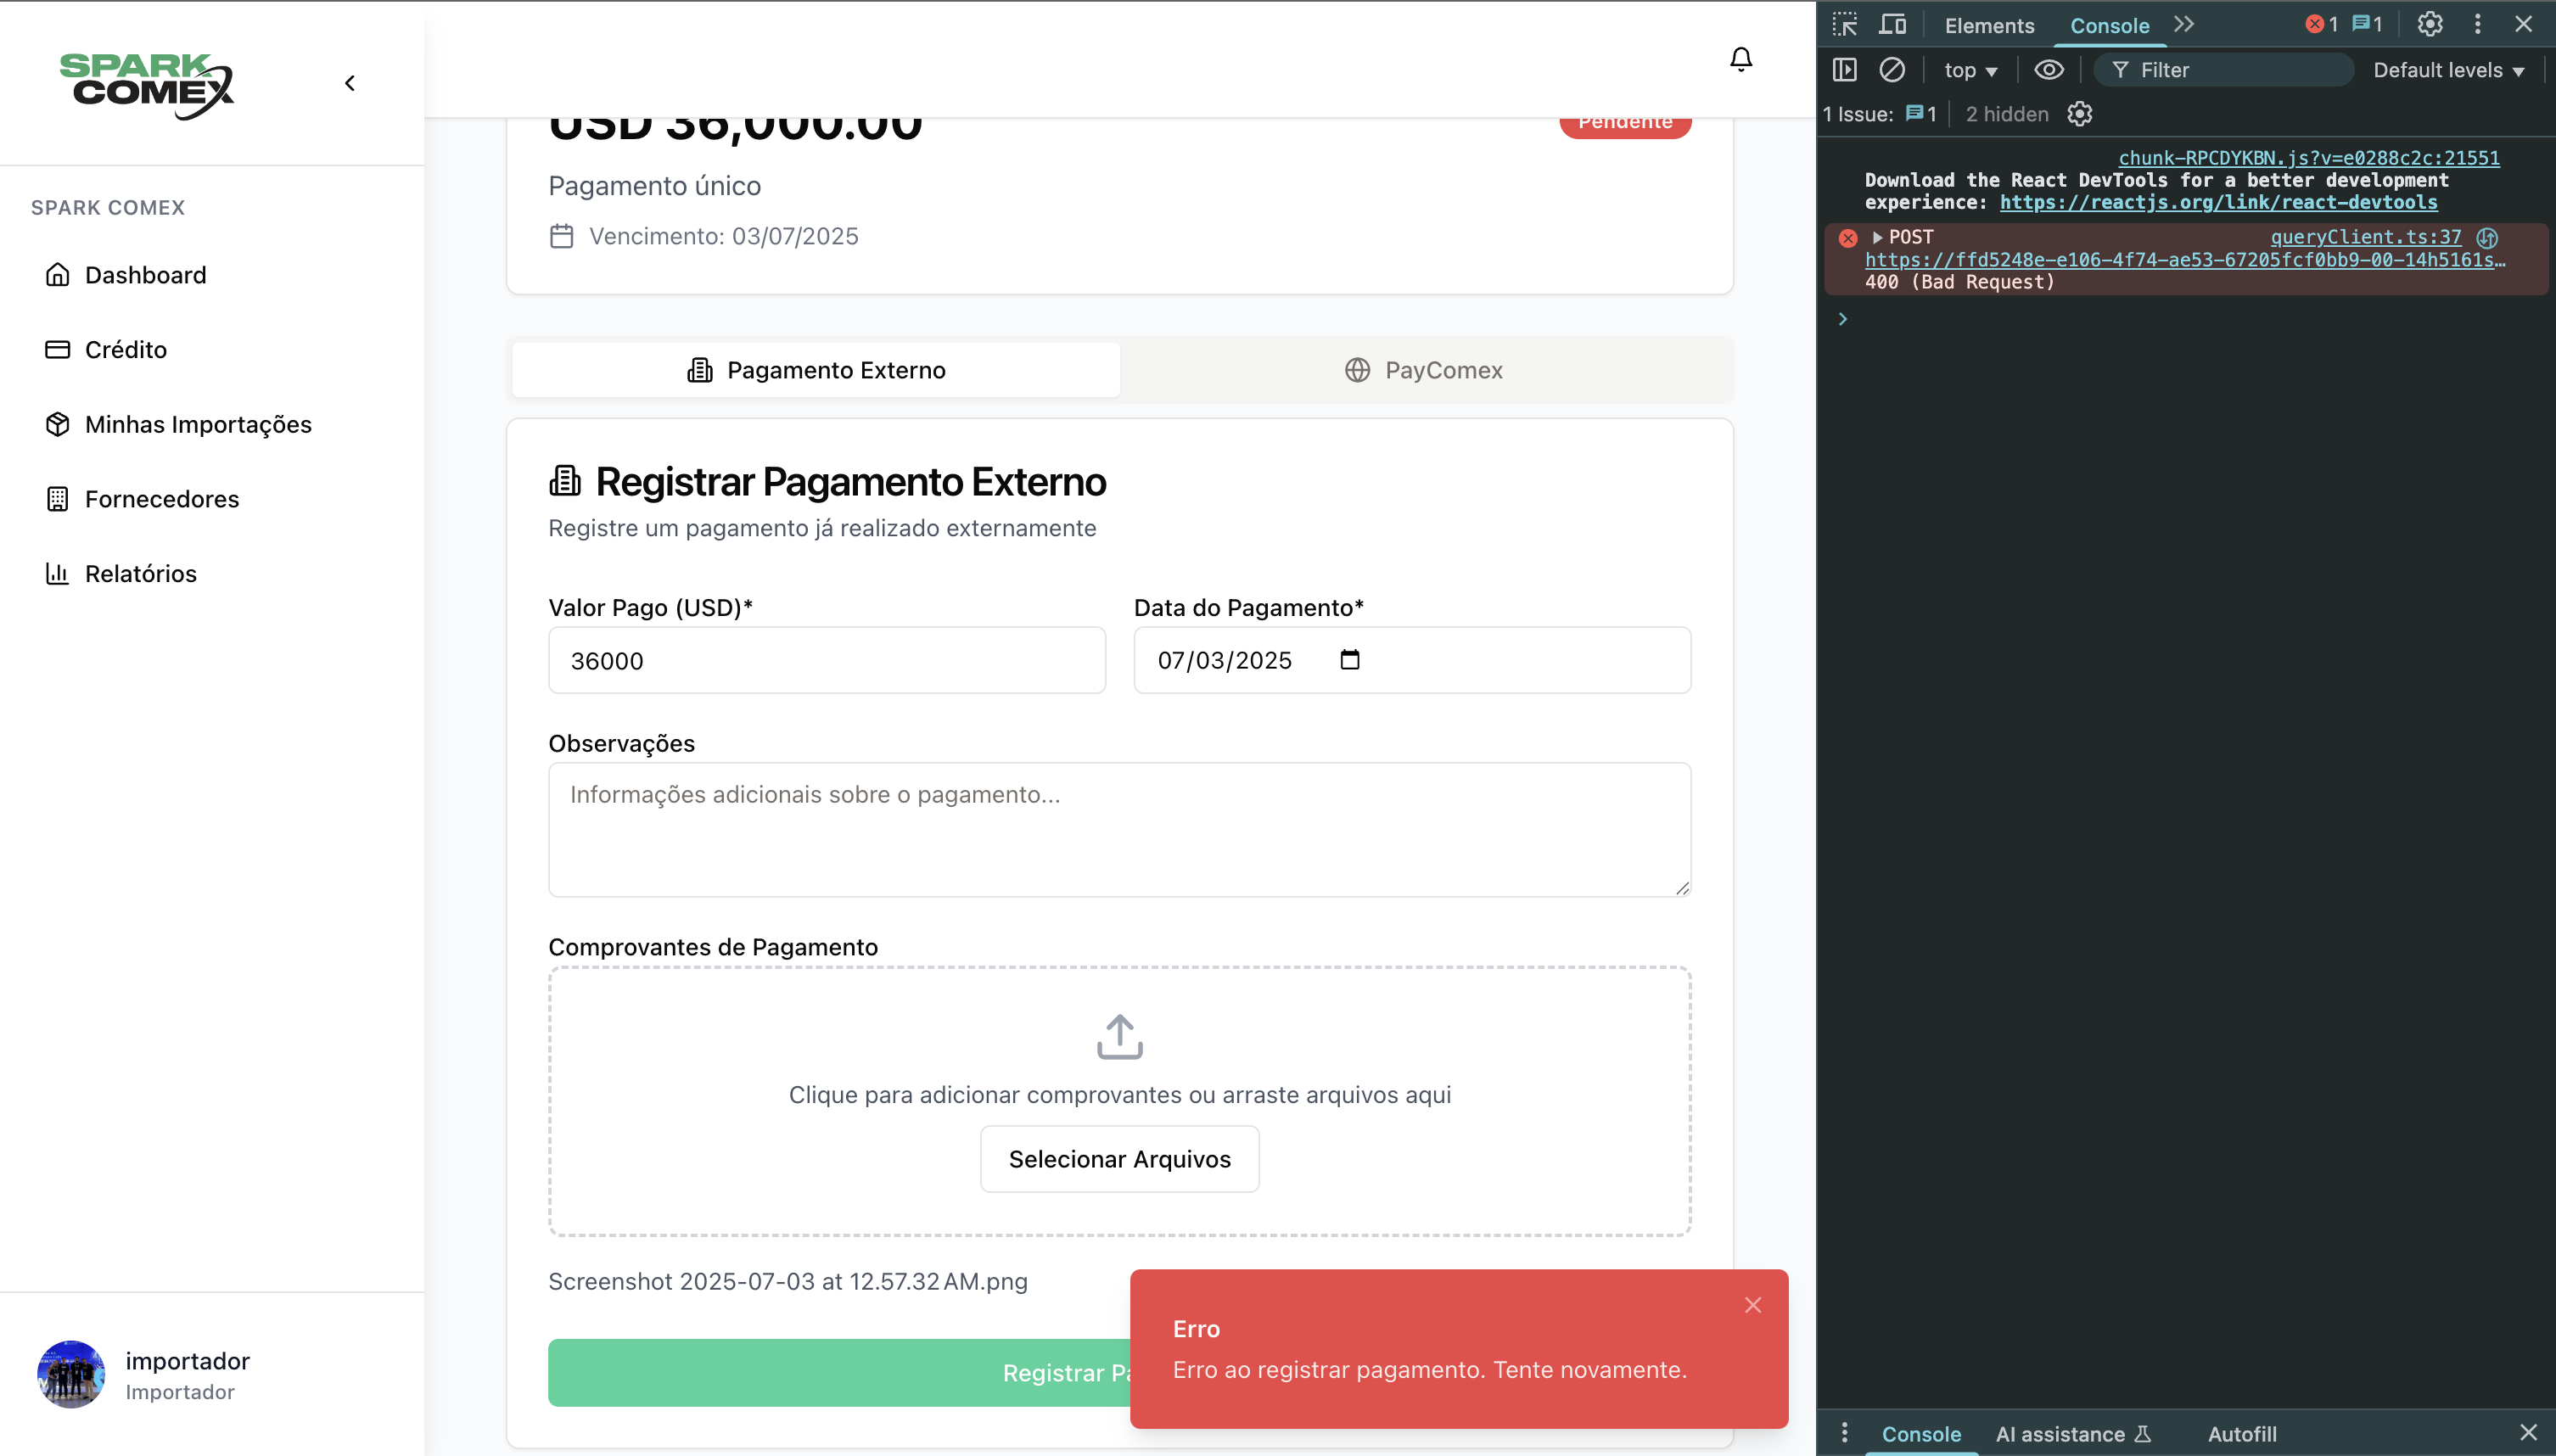 SPARK
COMEX
SPARK COMEX
Dashboard
Crédito
Minhas Importações
Fornecedores
Relatórios
importador
Importador
USD 36,000.00
Pendente
Pagamento único
Vencimento: 03/07/2025
Pagamento Externo
PayComex
Registrar Pagamento Externo
Registre um pagamento já realizado externamente
Valor Pago (USD)*
Data do Pagamento*
36000
07/03/2025
Observações
Informações adicionais sobre o pagamento...
Comprovantes de Pagamento
Clique para adicionar comprovantes ou arraste arquivos aqui
Selecionar Arquivos
Screenshot 2025-07-03 at 12.57.32 AM.png
Registrar Pa
Erro
Erro ao registrar pagamento. Tente novamente.
Elements
Console
1
1
top
Filter
Default levels
1 Issue:
1
2 hidden
chunk-RPCDYKBN.js?v=e0288c2c:21551
Download the React DevTools for a better development
experience: https://reactjs.org/link/react-devtools
POST
queryClient.ts:37
https://ffd5248e-e106-4f74-ae53-67205fcf0bb9-00-14h5161s…
400 (Bad Request)
Console
AI assistance
Autofill